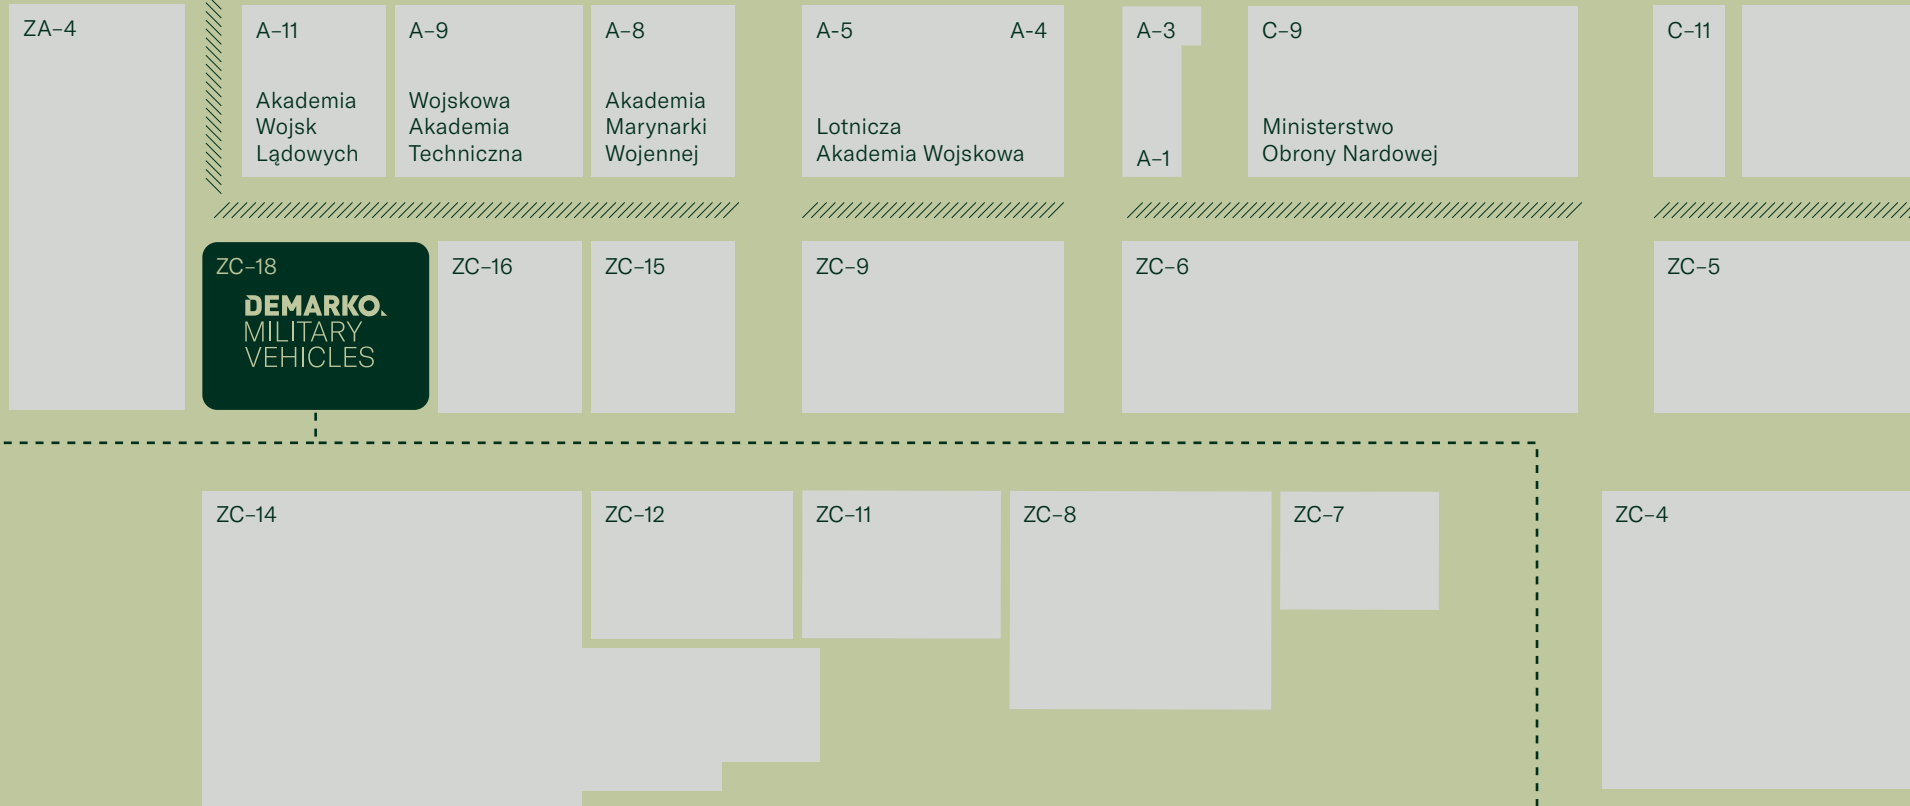 ZA–4
A–11
Akademia
Wojsk
Lądowych
A–9
Wojskowa
Akademia
Techniczna
A–8
Akademia
Marynarki
Wojennej
A-5
A-4
Lotnicza
Akademia Wojskowa
A–3
A–1
C–9
Ministerstwo
Obrony Nardowej
C–11
ZC–18
DEMARKO
MILITARY
VEHICLES
ZC–16
ZC–15
ZC–9
ZC–6
ZC–5
ZC–14
ZC–12
ZC–11
ZC–8
ZC–7
ZC–4